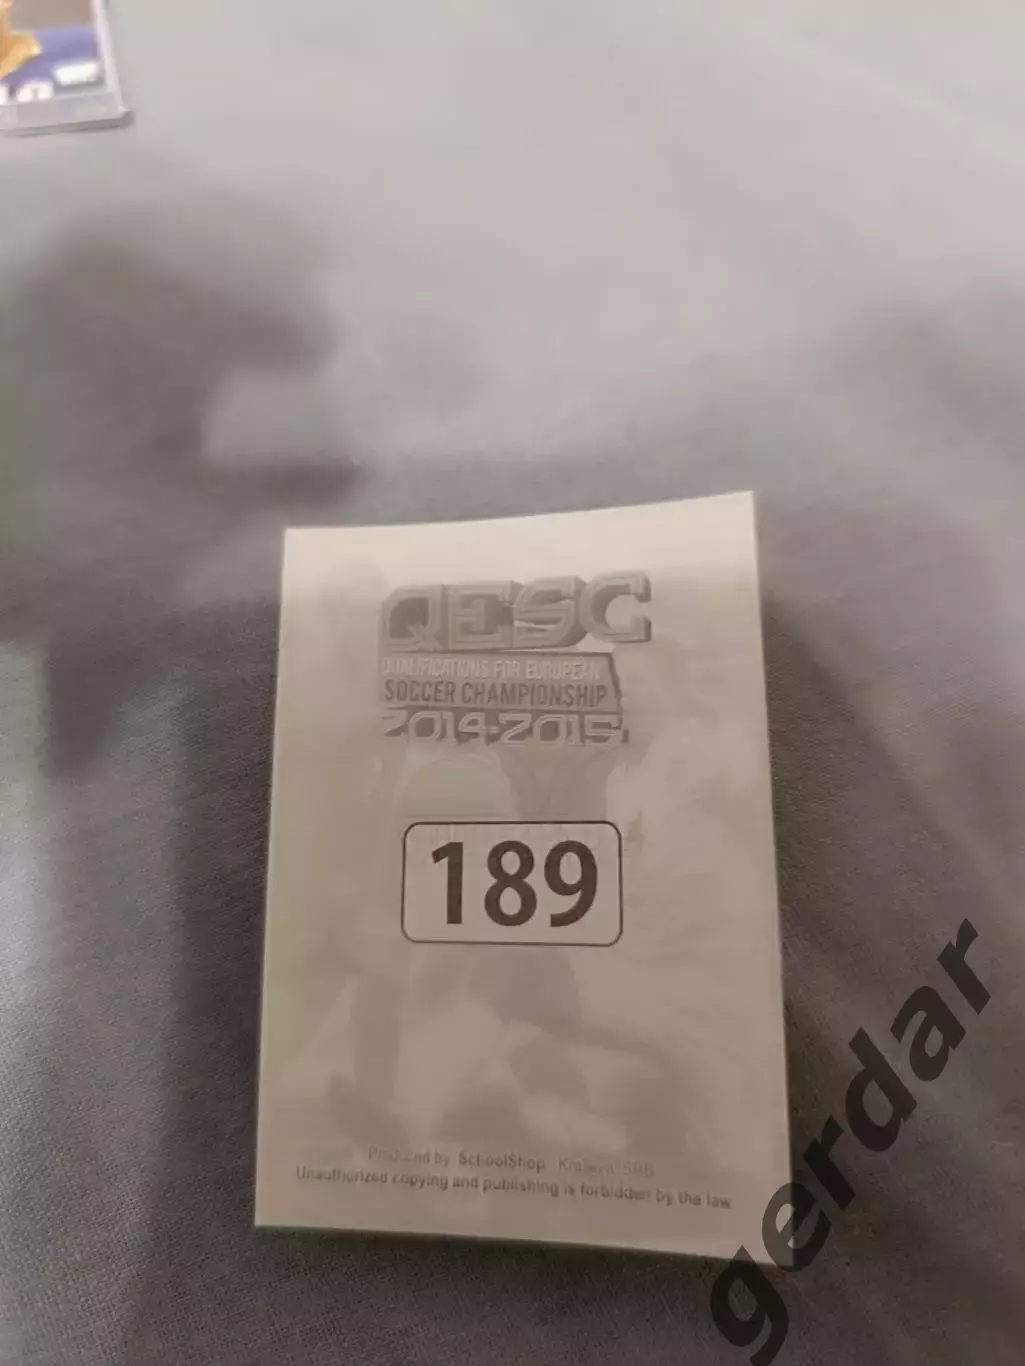 QESC
QUALIFICATIONS FOR EUROPEAN
SOCCER CHAMPIONSHIP
2014-2015
189
Produced by SchoolShop Kraljevo SRB
Unauthorized copying and publishing is forbidden by the law
gerdar